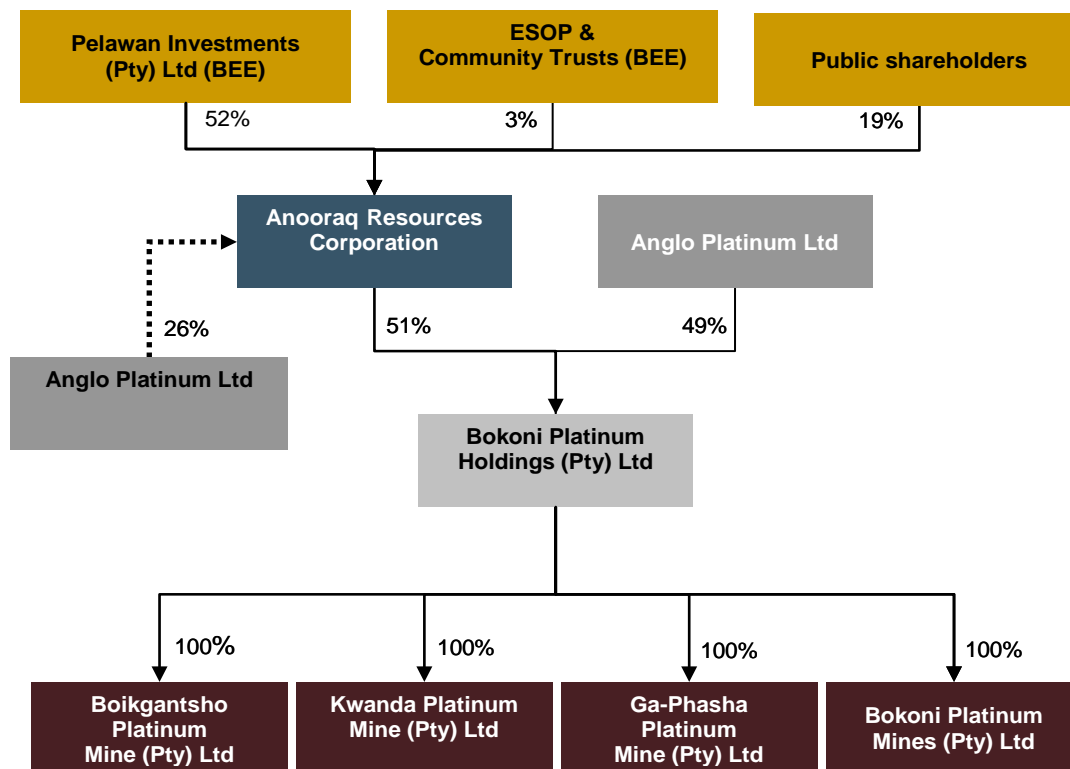 Pelawan Investments
(Pty) Ltd (BEE)
ESOP &
Community Trusts (BEE)
Public shareholders
52%
3%
19%
Anooraq Resources
Corporation
Anglo Platinum Ltd
26%
51%
49%
Anglo Platinum Ltd
Bokoni Platinum
Holdings (Pty) Ltd
100%
100%
100%
100%
Boikgantsho
Platinum
Mine (Pty) Ltd
Kwanda Platinum
Mine (Pty) Ltd
Ga-Phasha
Platinum
Mine (Pty) Ltd
Bokoni Platinum
Mines (Pty) Ltd